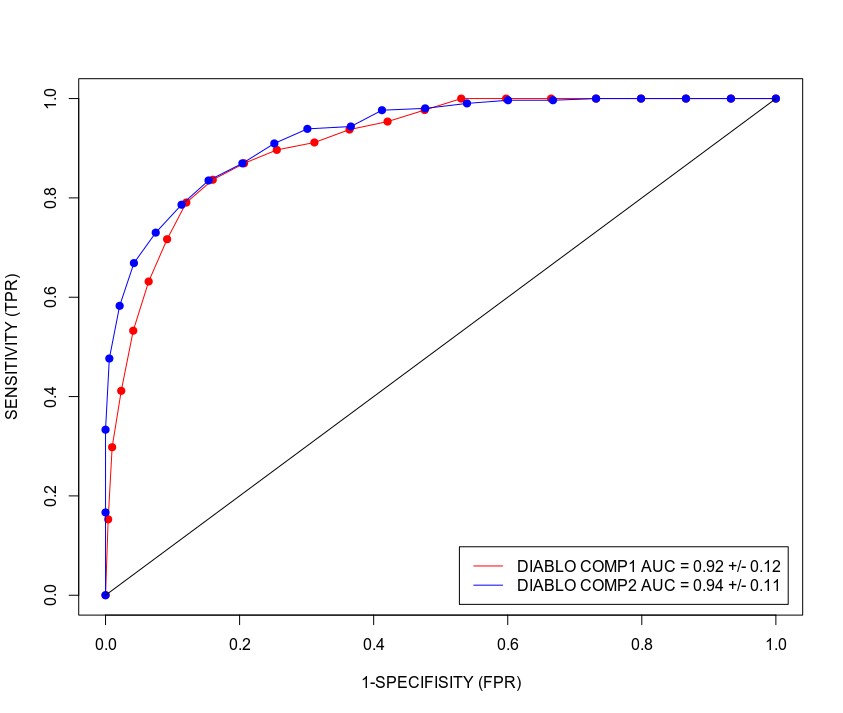 1.0
0.8
0.6
0.4
0.2
0.0
SENSITIVITY (TPR)
DIABLO COMP1 AUC = 0.92 +/- 0.12
DIABLO COMP2 AUC = 0.94 +/- 0.11
0.0 0.2 0.4 0.6 0.8 1.0
1-SPECIFISITY (FPR)